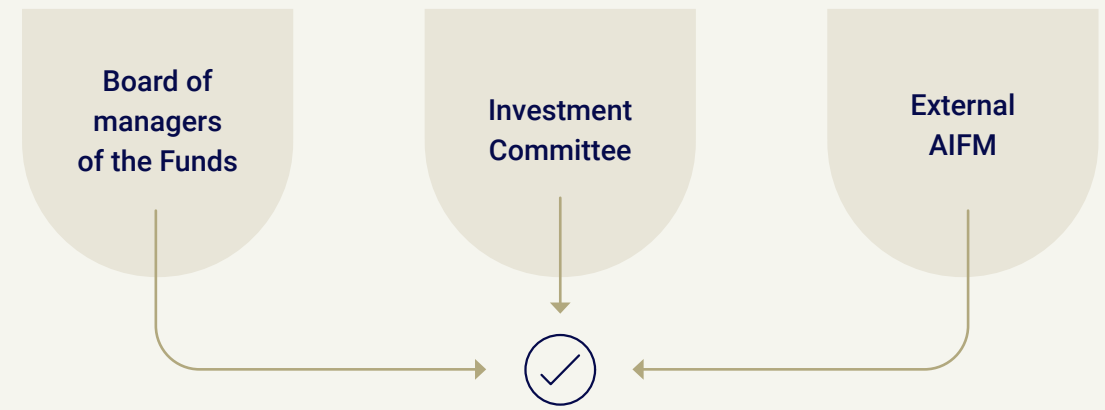 Board of
managers
of the Funds
Investment
Committee
External
AIFM